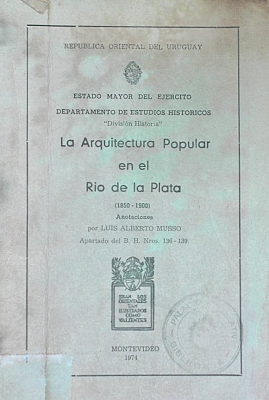 REPUBLICA ORIENTAL DEL URUGUAY
ESTADO MAYOR DEL EJERCITO
DEPARTAMENTO DE ESTUDIOS HISTORICOS
"División Historia"
La Arquitectura Popular
en el
Rio de la Plata
(1850 - 1900)
Anotaciones
por LUIS ALBERTO MUSSO
Apartado del B. H. Nros. 136 - 139.
SEAN LOS
ORIENTALES
TAN
ILUSTRADOS
COMO
VALIENTES
MONTEVIDEO
1974